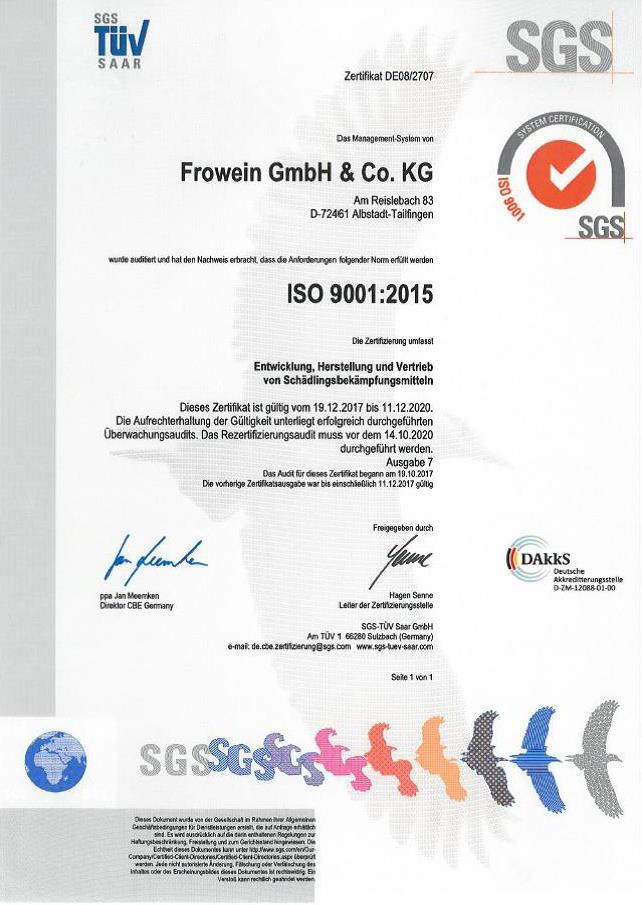 SGS
TÜV
SAAR
SGS
Zertifikat DE08/2707
SYSTEM CERTIFICATION
ISO 9001
SGS
Das Management-System von
Frowein GmbH & Co. KG
Am Reislebach 83
D-72461 Albstadt-Tailfingen
wurde auditiert und hat den Nachweis erbracht, dass die Anforderungen folgender Norm erfüllt werden
ISO 9001:2015
Die Zertifizierung umfasst
Entwicklung, Herstellung und Vertrieb
von Schädlingsbekämpfungsmitteln
Dieses Zertifikat ist gültig vom 19.12.2017 bis 11.12.2020.
Die Aufrechterhaltung der Gültigkeit unterliegt erfolgreich durchgeführten
Überwachungsaudits. Das Rezertifizierungsaudit muss vor dem 14.10.2020
durchgeführt werden.
Ausgabe 7
Das Audit für dieses Zertifikat begann am 19.10.2017
Die vorherige Zertifikatsausgabe war bis einschließlich 11.12.2017 gültig
Freigegeben durch
ppa Jan Meemken
Direktor CBE Germany
Hagen Senne
Leiter der Zertifizierungsstelle
DAkkS
Deutsche
Akkreditierungsstelle
D-ZM-12088-01-00
SGS-TÜV Saar GmbH
Am TÜV 1 66280 Sulzbach (Germany)
e-mail: de.cbe.zertifizierung@sgs.com www.sgs-tuev-saar.com
Seite 1 von 1
SGS SGS SGS
Dieses Dokument wurde von der Gesellschaft im Rahmen ihrer Allgemeinen
Geschäftsbedingungen für Dienstleistungen erstellt, die auf Anfrage erhältlich
sind. Es wird ausdrücklich auf die darin enthaltenen Regelungen zur
Haftungsbeschränkung, Freistellung und zum Gerichtsstand hingewiesen. Die
Echtheit dieses Dokumentes kann unter http://www.sgs.com/en/Our-
Company/Certified-Client-Directories/Certified-Client-Directories.aspx überprüft
werden. Jede nicht autorisierte Änderung, Fälschung oder Verfälschung des
Inhaltes oder des Erscheinungsbildes dieses Dokumentes ist rechtswidrig. Ein
Verstoß kann rechtlich geahndet werden.